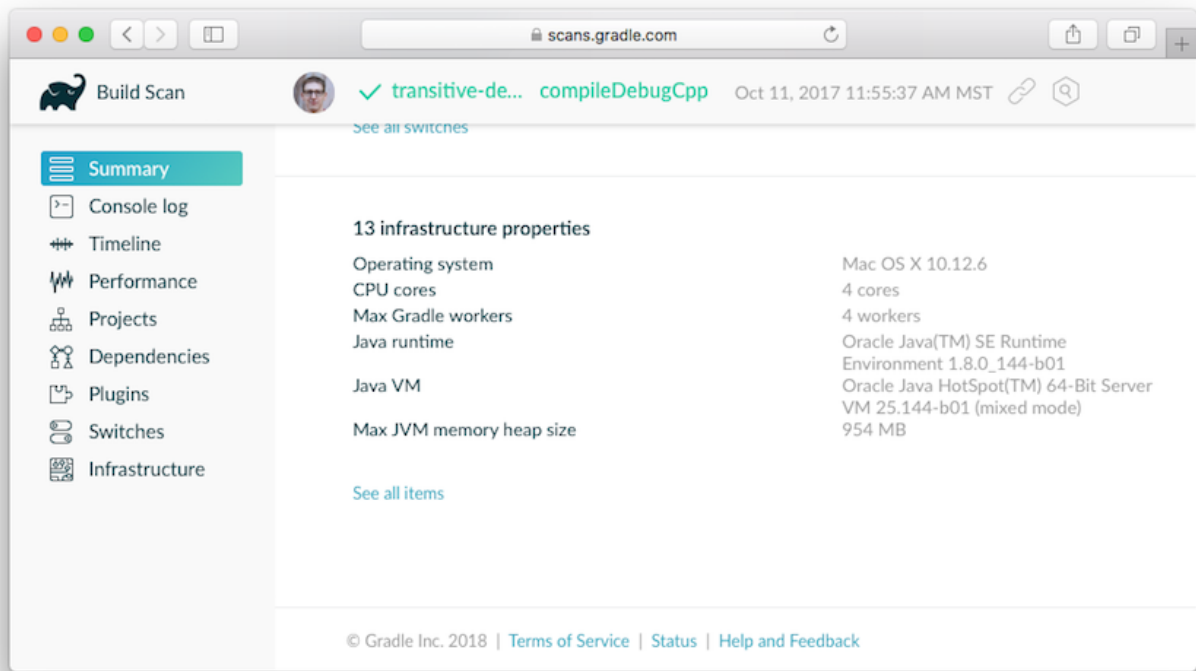 scans.gradle.com
Build Scan
transitive-de... compileDebugCpp Oct 11, 2017 11:55:37 AM MST
See all switches
Summary
Console log
Timeline
Performance
Projects
Dependencies
Plugins
Switches
Infrastructure
13 infrastructure properties
Operating system Mac OS X 10.12.6
CPU cores 4 cores
Max Gradle workers 4 workers
Java runtime Oracle Java(TM) SE Runtime
Environment 1.8.0_144-b01
Java VM Oracle Java HotSpot(TM) 64-Bit Server
VM 25.144-b01 (mixed mode)
Max JVM memory heap size 954 MB
See all items
© Gradle Inc. 2018 | Terms of Service | Status | Help and Feedback